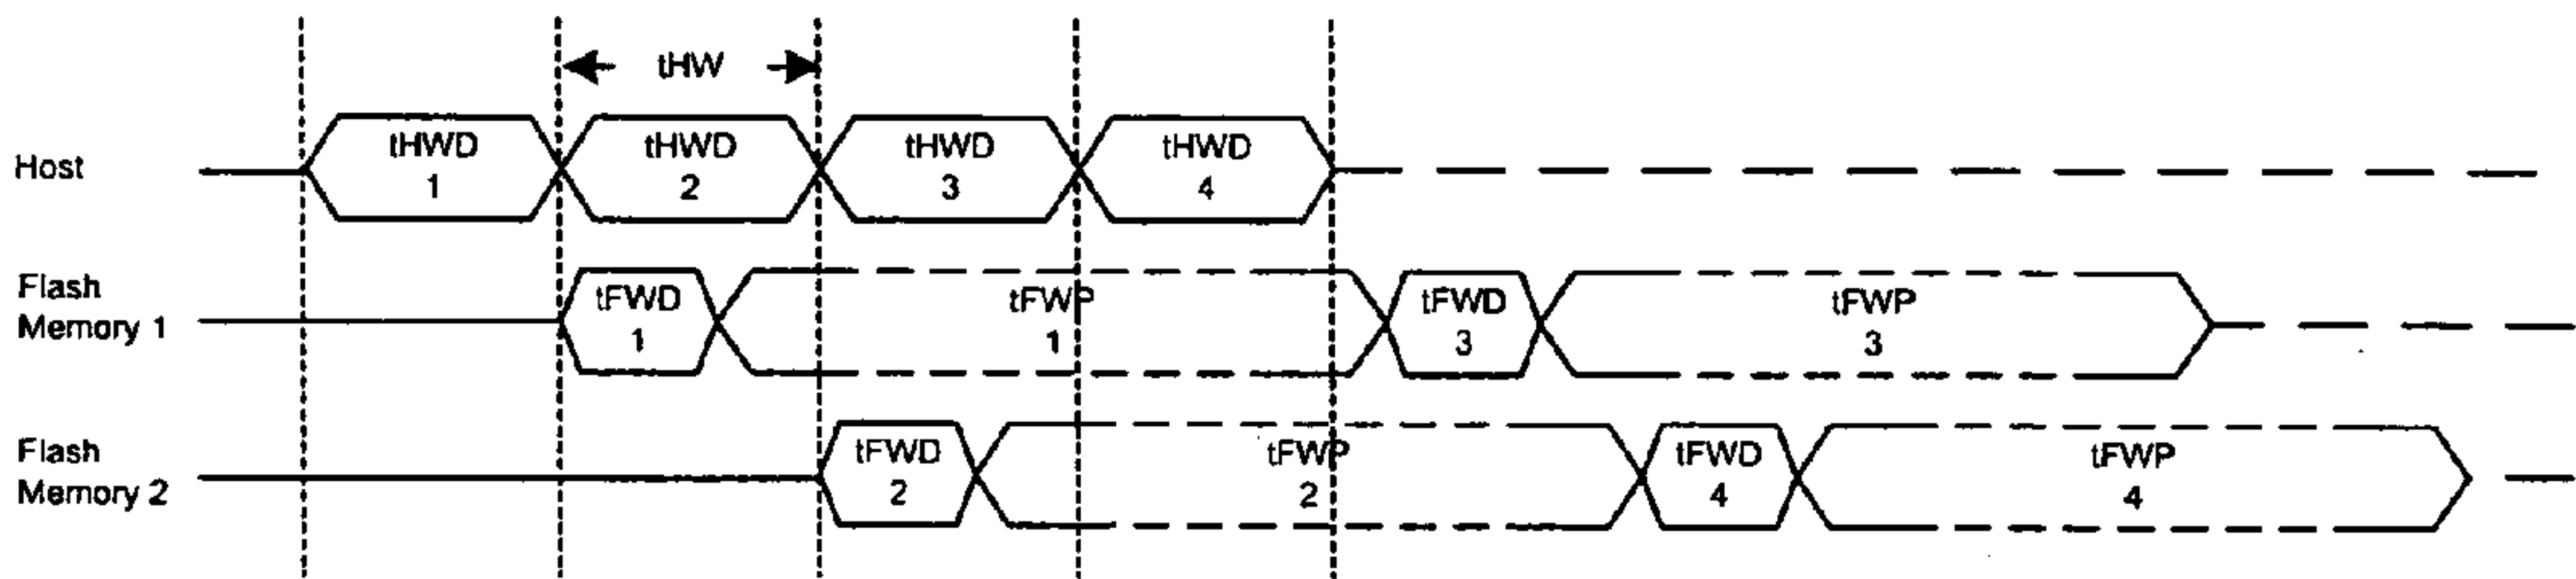 tHW
Host
tHWD
1
tHWD
2
tHWD
3
tHWD
4
Flash
Memory 1
tFWD
1
tFWP
1
tFWD
3
tFWP
3
Flash
Memory 2
tFWD
2
tFWP
2
tFWD
4
tFWP
4